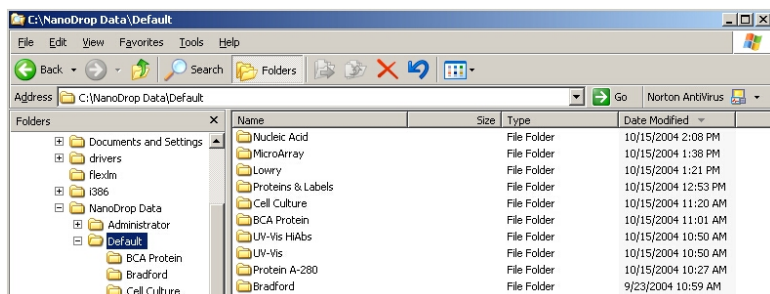 C:\NanoDrop Data\Default
File Edit View Favorites Tools Help
Back Search Folders
Address C:\NanoDrop Data\Default Go Norton AntiVirus
Folders
Documents and Settings
drivers
flexlm
i386
NanoDrop Data
Administrator
Default
BCA Protein
Bradford
Cell Culture
Name Size Type Date Modified
Nucleic Acid File Folder 10/15/2004 2:08 PM
MicroArray File Folder 10/15/2004 1:38 PM
Lowry File Folder 10/15/2004 1:21 PM
Proteins & Labels File Folder 10/15/2004 12:53 PM
Cell Culture File Folder 10/15/2004 11:20 AM
BCA Protein File Folder 10/15/2004 11:01 AM
UV-Vis HiAbs File Folder 10/15/2004 10:50 AM
UV-Vis File Folder 10/15/2004 10:50 AM
Protein A-280 File Folder 10/15/2004 10:27 AM
Bradford File Folder 9/23/2004 10:59 AM